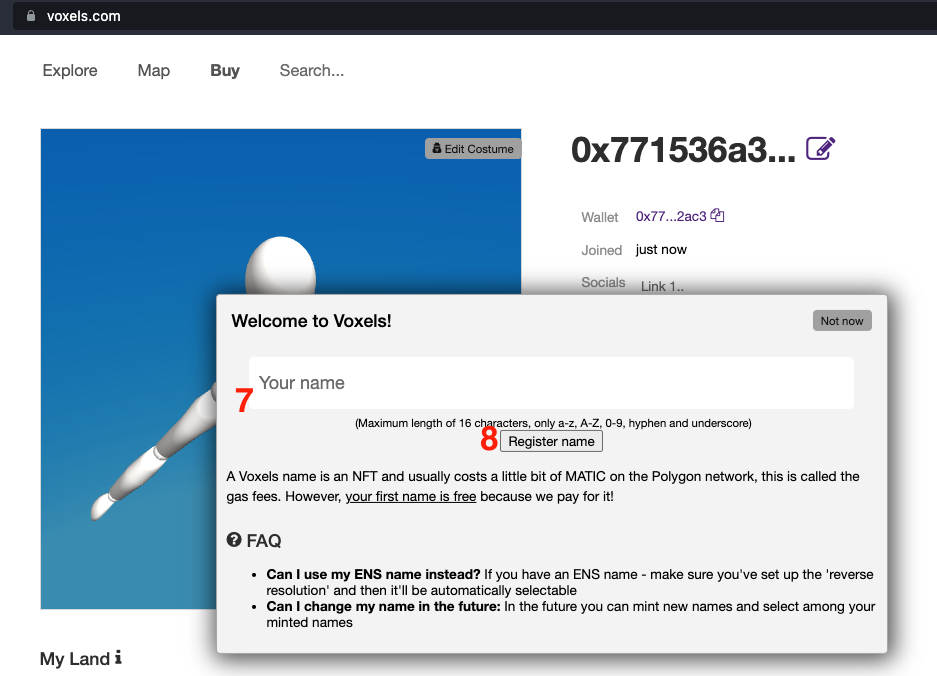 voxels.com
Explore Map Buy Search...
Edit Costume
0x771536a3...
Wallet 0x77...2ac3
Joined just now
Socials Link 1..
Welcome to Voxels!
Not now
Your name
7
(Maximum length of 16 characters, only a-z, A-Z, 0-9, hyphen and underscore)
8 Register name
A Voxels name is an NFT and usually costs a little bit of MATIC on the Polygon network, this is called the
gas fees. However, your first name is free because we pay for it!
FAQ
• Can I use my ENS name instead? If you have an ENS name - make sure you've set up the 'reverse
resolution' and then it'll be automatically selectable
• Can I change my name in the future: In the future you can mint new names and select among your
minted names
My Land